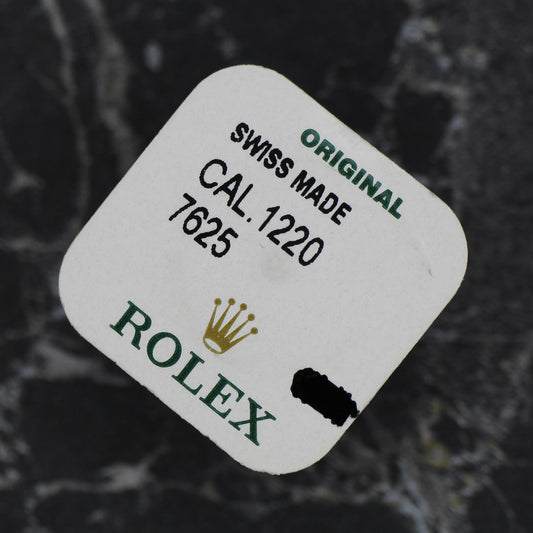 ORIGINAL
SWISS MADE
CAL. 1220
7625
ROLEX